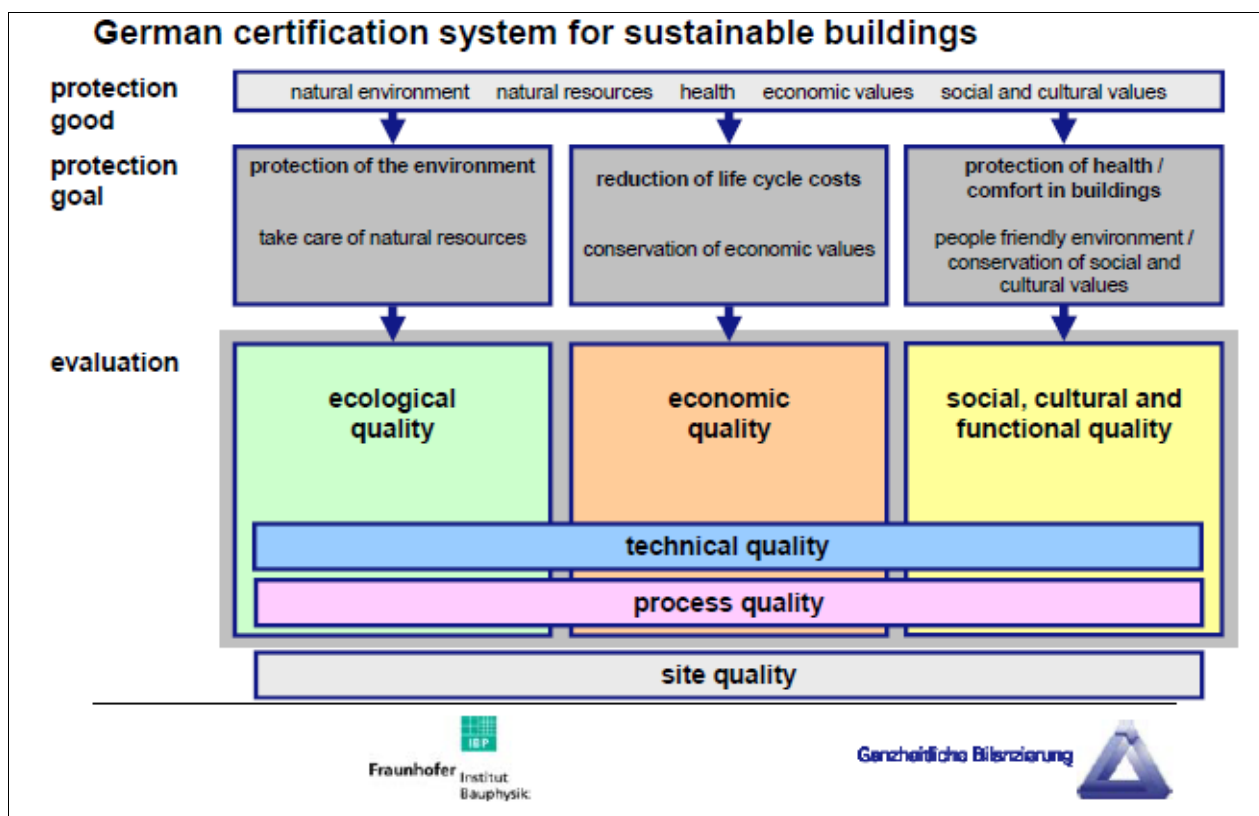 German certification system for sustainable buildings
protection
good
natural environment natural resources health economic values social and cultural values
protection
goal
protection of the environment
take care of natural resources
reduction of life cycle costs
conservation of economic values
protection of health /
comfort in buildings
people friendly environment /
conservation of social and
cultural values
evaluation
ecological
quality
economic
quality
social, cultural and
functional quality
technical quality
process quality
site quality
IBP
Fraunhofer Institut
Bauphysik
Ganzheitliche Bilanzierung